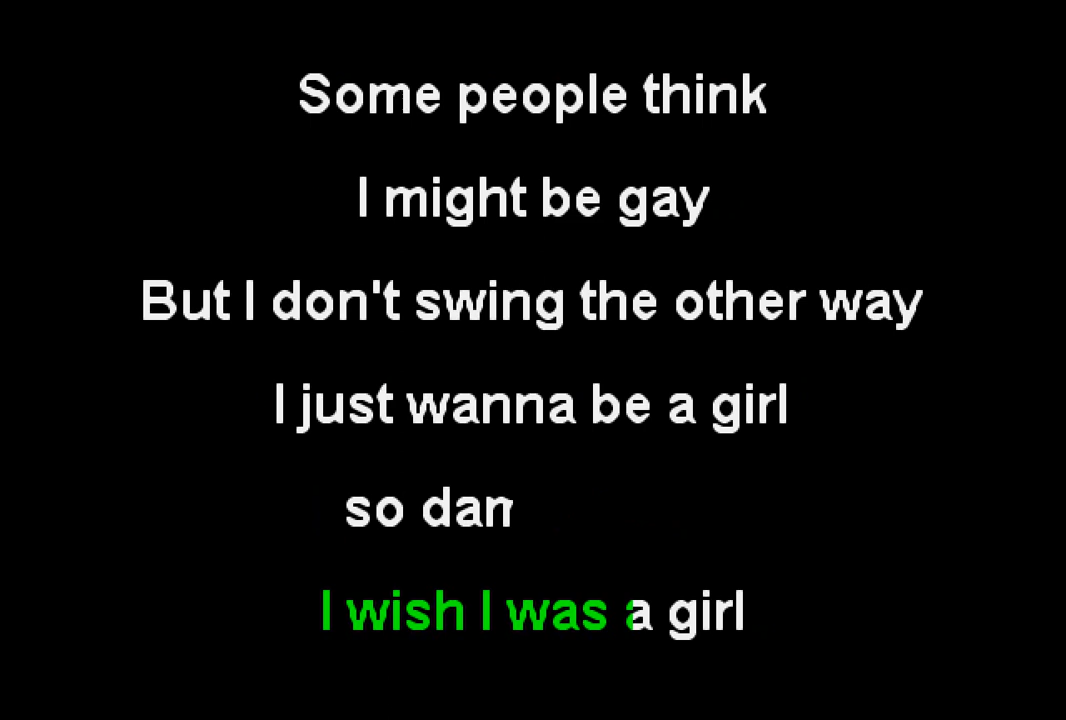 Some people think
I might be gay
But I don't swing the other way
I just wanna be a girl
so
I wish I was a girl